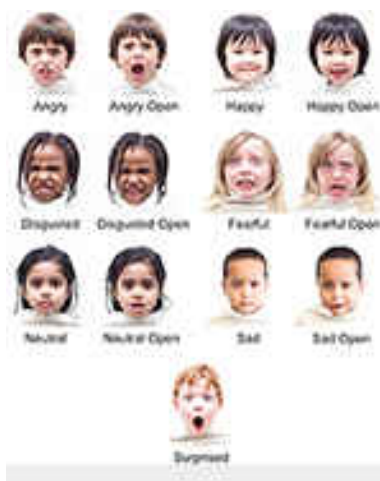 Angry Angry Open Happy Happy Open
Disgusted Disgusted Open Fearful Fearful Open
Neutral Neutral Open Sad Sad Open
Surprised